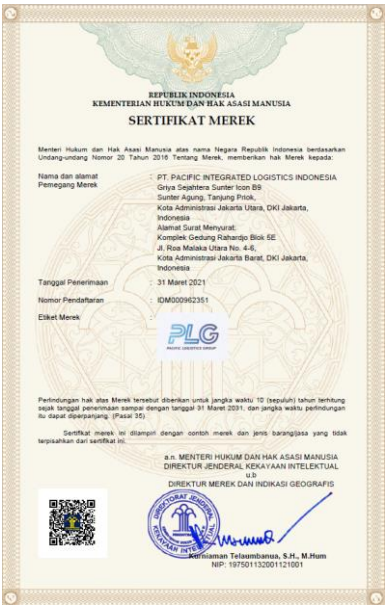 REPUBLIK INDONESIA
KEMENTERIAN HUKUM DAN HAK ASASI MANUSIA
SERTIFIKAT MEREK
Menteri Hukum dan Hak Asasi Manusia atas nama Negara Republik Indonesia berdasarkan
Undang-undang Nomor 20 Tahun 2016 Tentang Merek, memberikan hak Merek kepada:
Nama dan alamat Pemegang Merek : PT. PACIFIC INTEGRATED LOGISTICS INDONESIA
Griya Sejahtera Sunter Icon B9
Sunter Agung, Tanjung Priok,
Kota Administrasi Jakarta Utara, DKI Jakarta,
Indonesia
Alamat Surat Menyurat:
Komplek Gedung Rahardjo Blok 5E
Jl. Roa Malaka Utara No. 4-6,
Kota Administrasi Jakarta Barat, DKI Jakarta,
Indonesia
Tanggal Penerimaan : 31 Maret 2021
Nomor Pendaftaran : IDM000962351
Etiket Merek :
PLG
PACIFIC LOGISTICS GROUP
Perlindungan hak atas Merek tersebut diberikan untuk jangka waktu 10 (sepuluh) tahun terhitung
sejak tanggal penerimaan sampai dengan tanggal 31 Maret 2031, dan jangka waktu perlindungan
itu dapat diperpanjang. (Pasal 35)
Sertifikat merek ini dilampiri dengan contoh merek dan jenis barang/jasa yang tidak
terpisahkan dari sertifikat ini.
a.n. MENTERI HUKUM DAN HAK ASASI MANUSIA
DIREKTUR JENDERAL KEKAYAAN INTELEKTUAL
u.b
DIREKTUR MEREK DAN INDIKASI GEOGRAFIS
DIREKTORAT JENDERAL
KEKAYAAN INTELEKTUAL
Kurniaman Telaumbanua, S.H., M.Hum
NIP: 197501132001121001